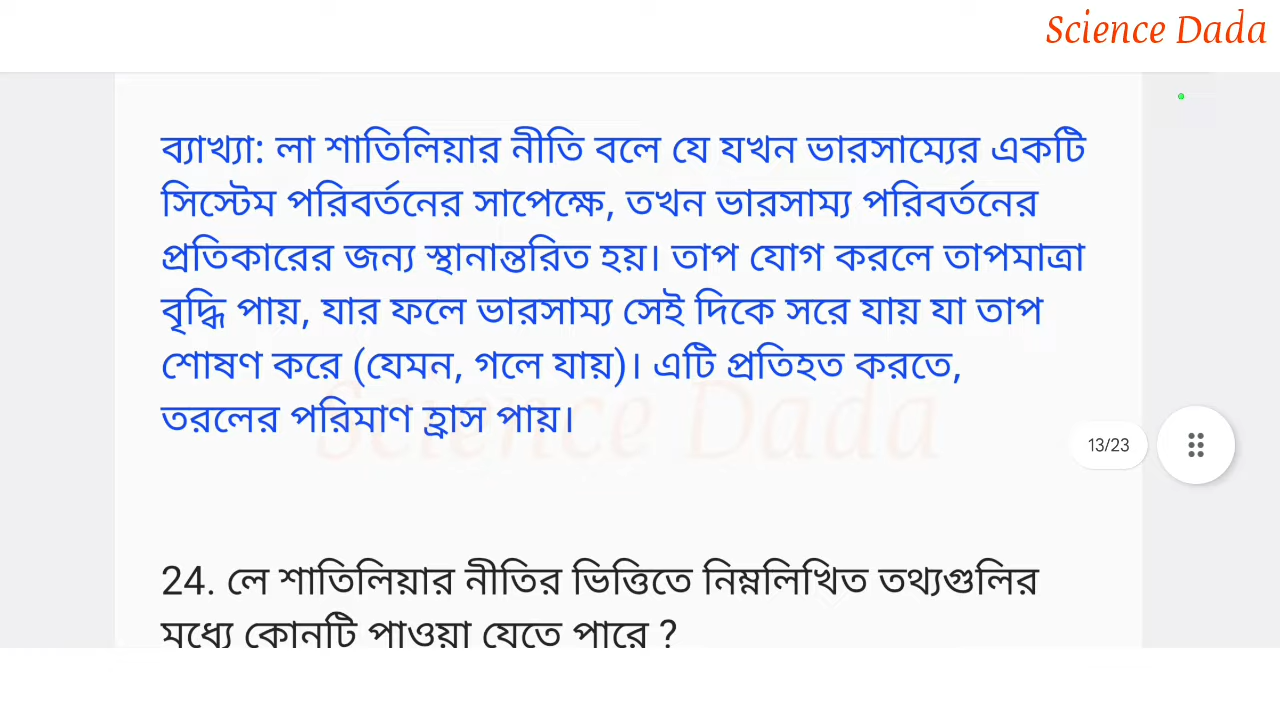 Science Dada
ব্যাখ্যা: লা শাতিলিয়ার নীতি বলে যে যখন ভারসাম্যের একটি
সিস্টেম পরিবর্তনের সাপেক্ষে, তখন ভারসাম্য পরিবর্তনের
প্রতিকারের জন্য স্থানান্তরিত হয়। তাপ যোগ করলে তাপমাত্রা
বৃদ্ধি পায়, যার ফলে ভারসাম্য সেই দিকে সরে যায় যা তাপ
শোষণ করে (যেমন, গলে যায়)। এটি প্রতিহত করতে,
তরলের পরিমাণ হ্রাস পায়।
Science Dada
13/23
24. লে শাতিলিয়ার নীতির ভিত্তিতে নিম্নলিখিত তথ্যগুলির
মধ্যে কোনটি পাওয়া যেতে পারে ?